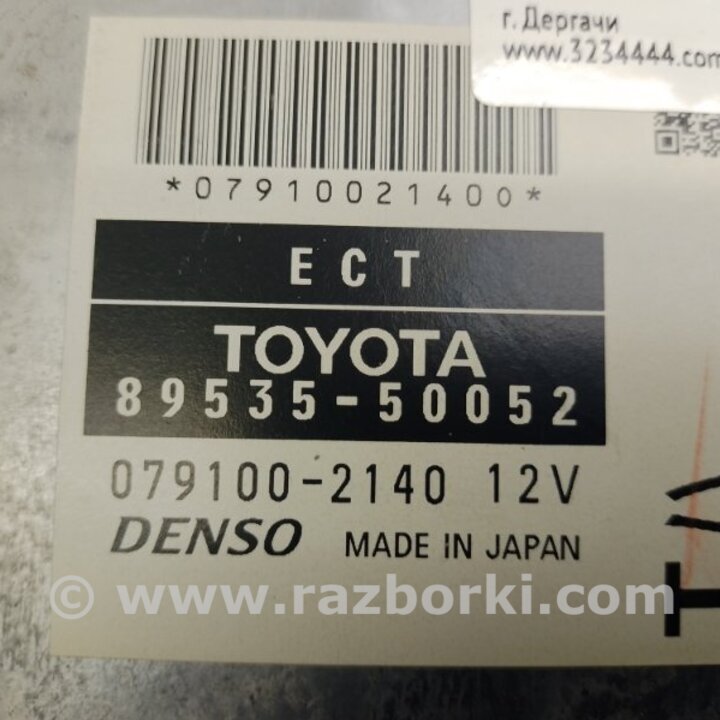 г. Дергачи
www.3234444.com
*07910021400*
ECT
TOYOTA
89535-50052
079100-2140 12V
DENSO MADE IN JAPAN
© www.razborki.com